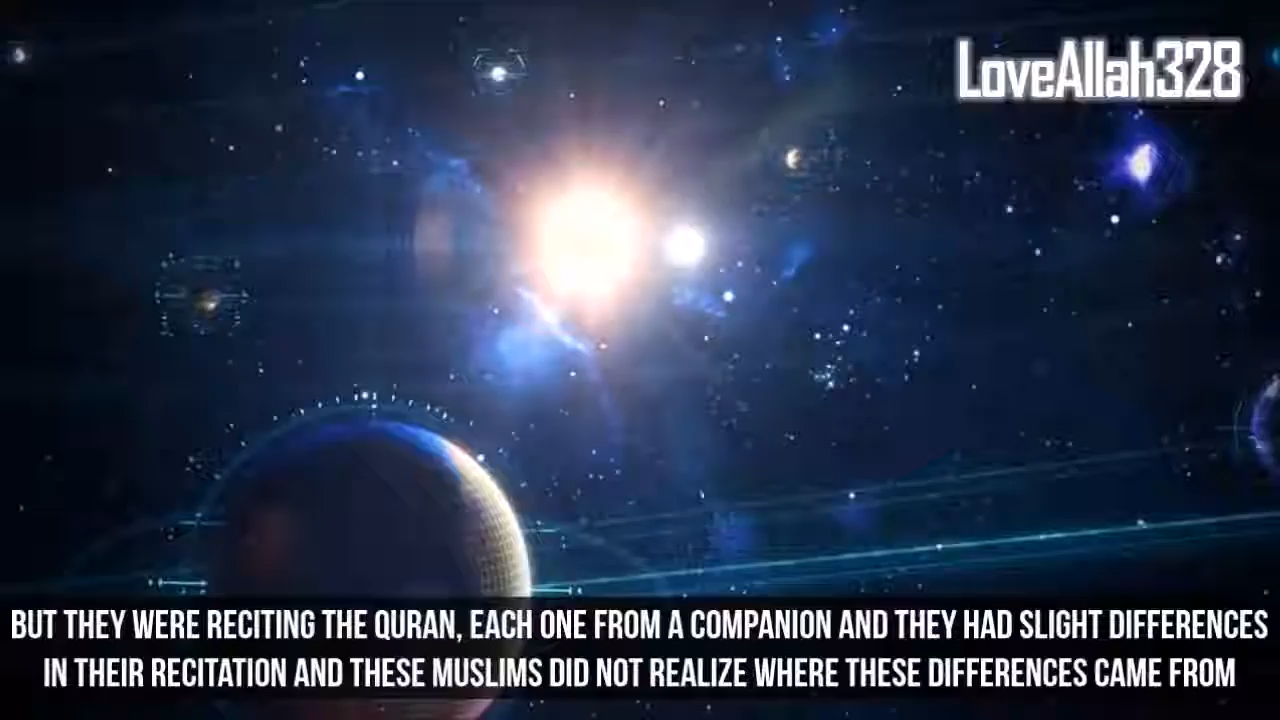 LoveAllah328
BUT THEY WERE RECITING THE QURAN, EACH ONE FROM A COMPANION AND THEY HAD SLIGHT DIFFERENCES
IN THEIR RECITATION AND THESE MUSLIMS DID NOT REALIZE WHERE THESE DIFFERENCES CAME FROM